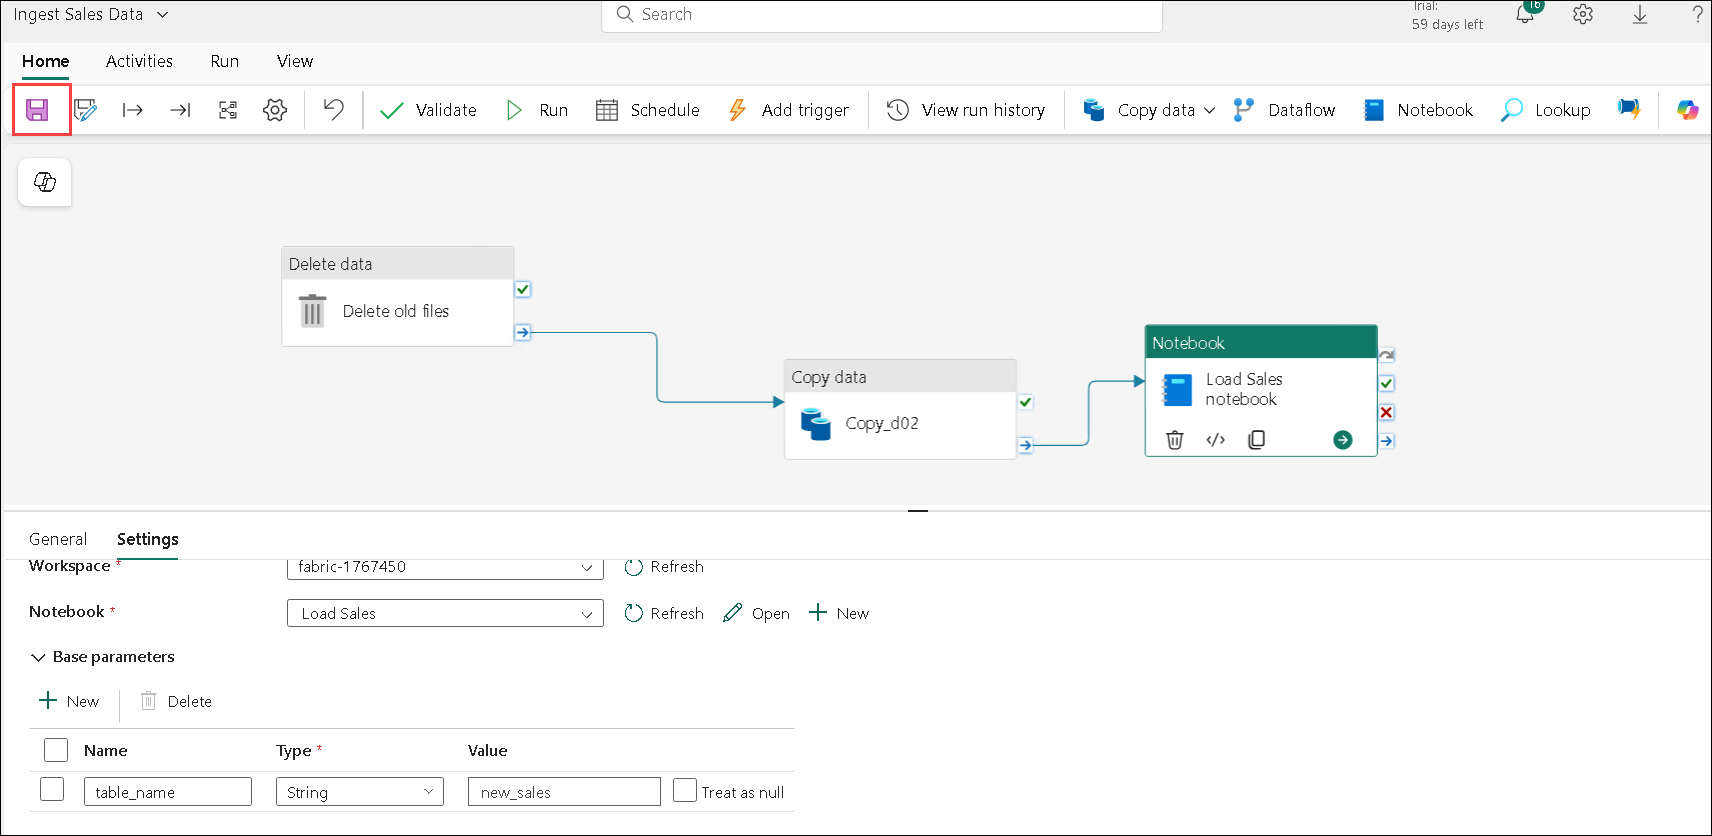 Ingest Sales Data
Search
Trial:
59 days left
16
?
Home Activities Run View
Validate Run Schedule Add trigger View run history Copy data Dataflow Notebook Lookup
Delete data
Delete old files
Copy data
Copy_d02
Notebook
Load Sales
notebook
General Settings
Workspace * fabric-1767450 Refresh
Notebook * Load Sales Refresh Open New
Base parameters
New Delete
Name Type * Value
table_name String new_sales Treat as null